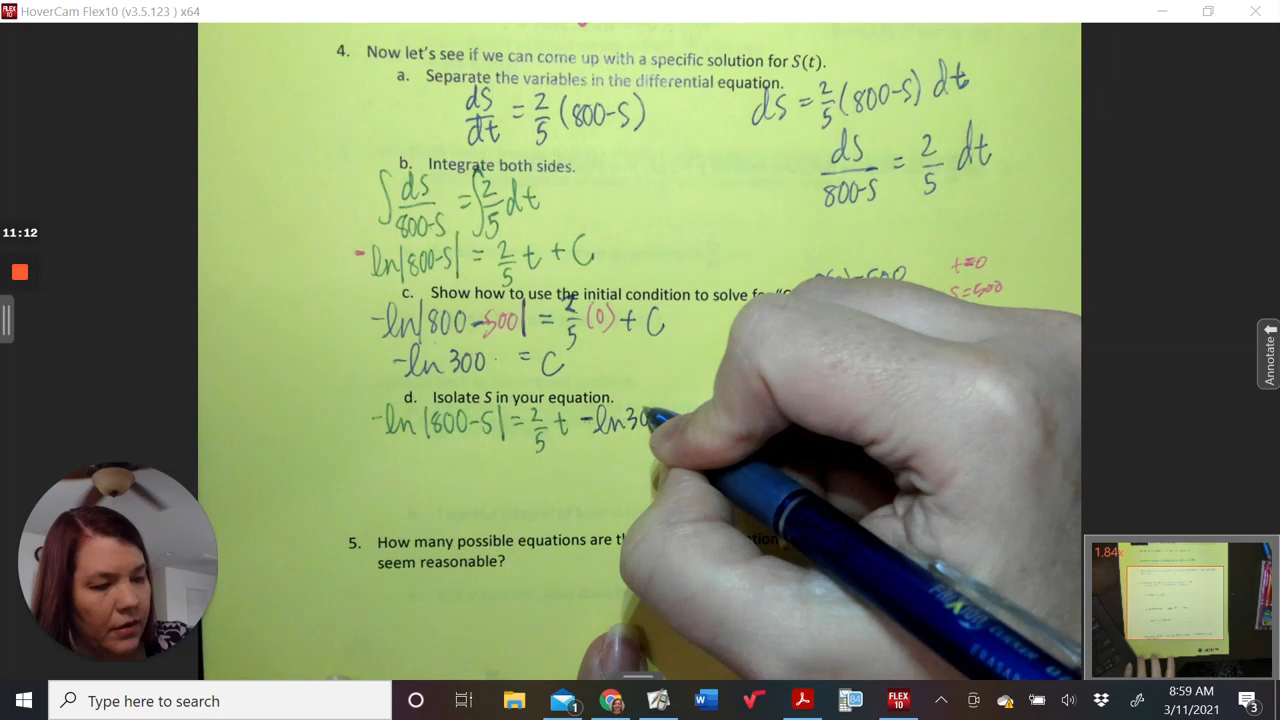 HoverCam Flex10 (v3.5.123 ) x64
4. Now let's see if we can come up with a specific solution for S(t).
a. Separate the variables in the differential equation.
dS/dt = 2/5 (800-S)
dS = 2/5 (800-S) dt
dS/800-S = 2/5 dt
b. Integrate both sides.
∫ dS/800-S = ∫ 2/5 dt
-ln|800-S| = 2/5 t + C
11:12
c. Show how to use the initial condition to solve for
t=0
S=500
-ln|800-500| = 2/5 (0) + C
-ln 300 = C
d. Isolate S in your equation.
-ln|800-S| = 2/5 t -ln 30
5. How many possible equations are
seem reasonable?
Annotate
1.84x
Type here to search
1
W
FLEX
10
8:59 AM
3/11/2021
3